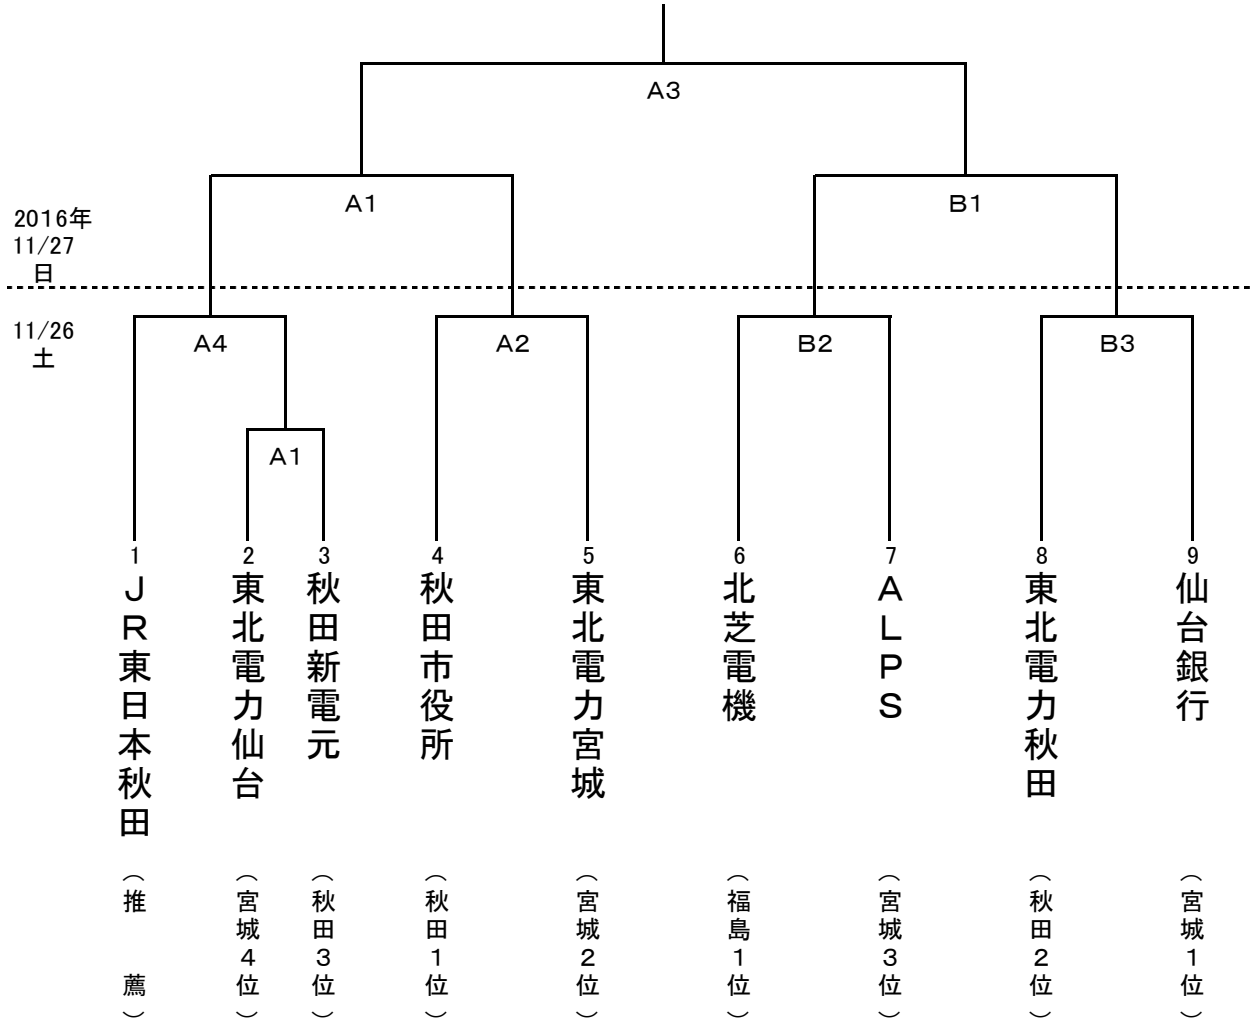 A3
A1
B1
2016年
11/27
日
11/26
土
A4
A2
B2
B3
A1
1
2
3
4
5
6
7
8
9
JR東日本秋田
東北電力仙台
秋田新電元
秋田市役所
東北電力宮城
北芝電機
ALPS
東北電力秋田
仙台銀行
（推薦）
（宮城4位）
（秋田3位）
（秋田1位）
（宮城2位）
（福島1位）
（宮城3位）
（秋田2位）
（宮城1位）